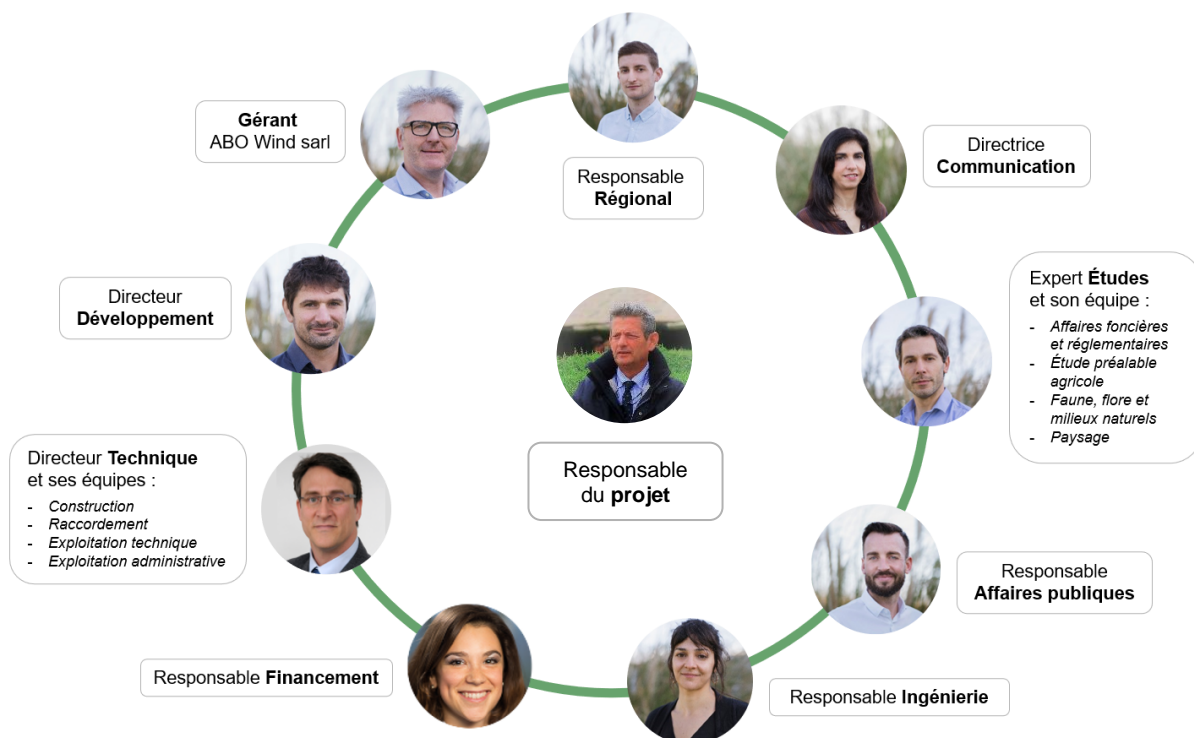 Gérant
ABO Wind sarl
Responsable
Régional
Directrice
Communication
Directeur
Développement
Expert Études
et son équipe :
- Affaires foncières
et réglementaires
- Étude préalable
agricole
- Faune, flore et
milieux naturels
- Paysage
Responsable
du projet
Directeur Technique
et ses équipes :
- Construction
- Raccordement
- Exploitation technique
- Exploitation administrative
Responsable
Affaires publiques
Responsable Financement
Responsable Ingénierie